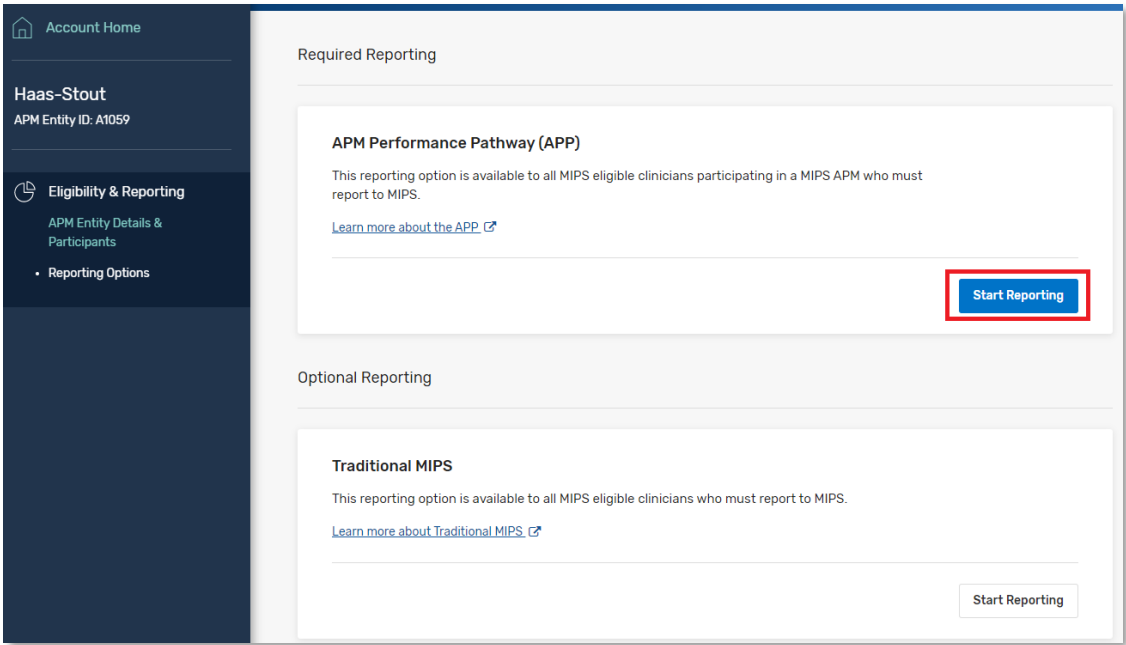 Account Home
Haas-Stout
APM Entity ID: A1059
Eligibility & Reporting
APM Entity Details &
Participants
• Reporting Options
Required Reporting
APM Performance Pathway (APP)
This reporting option is available to all MIPS eligible clinicians participating in a MIPS APM who must
report to MIPS.
Learn more about the APP
Start Reporting
Optional Reporting
Traditional MIPS
This reporting option is available to all MIPS eligible clinicians who must report to MIPS.
Learn more about Traditional MIPS
Start Reporting